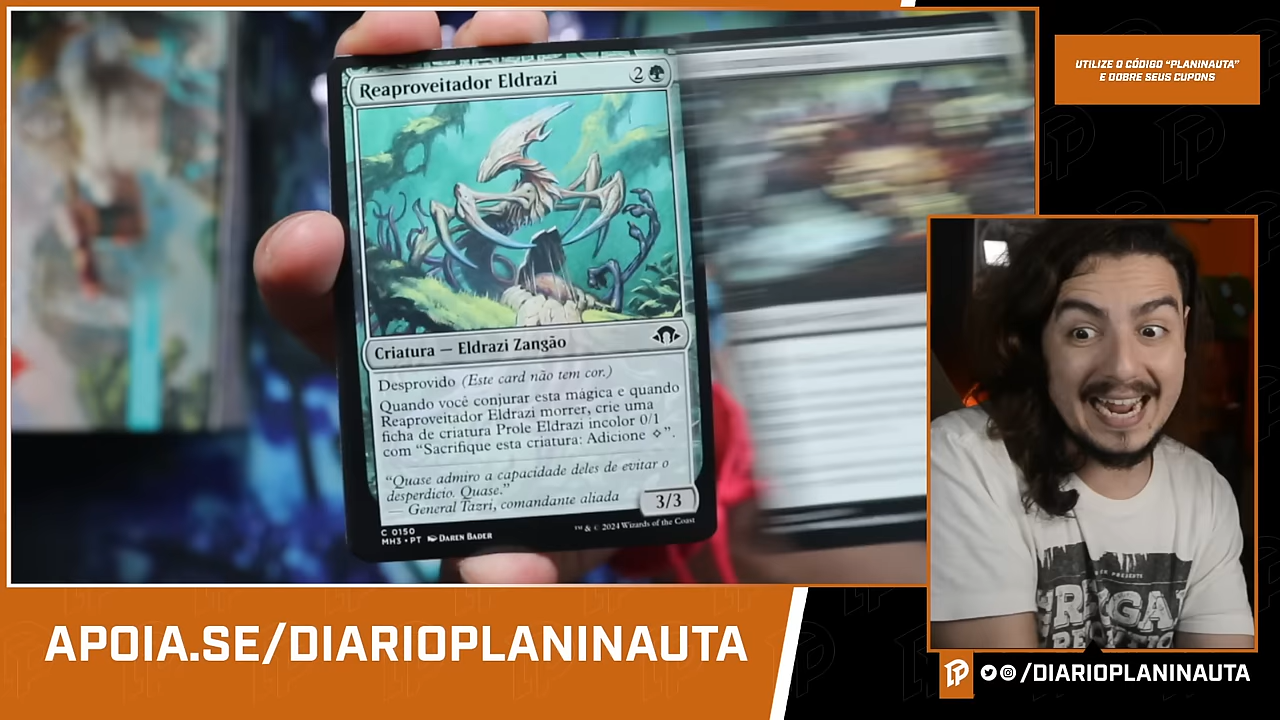 Reaproveitador Eldrazi
2
Criatura — Eldrazi Zangão
Desprovido (Este card não tem cor.)
Quando você conjurar esta mágica e quando
Reaproveitador Eldrazi morrer, crie uma
ficha de criatura Prole Eldrazi incolor 0/1
com “Sacrifique esta criatura: Adicione ◇”.
“Quase admiro a capacidade deles de evitar o
desperdício. Quase.”
— General Tazri, comandante aliada
3/3
C 0150
MH3 • PT DAREN BADER
™ & © 2024 Wizards of the Coast
UTILIZE O CÓDIGO “PLANINAUTA”
E DOBRE SEUS CUPONS
APOIA.SE/DIARIOPLANINAUTA
/DIARIOPLANINAUTA